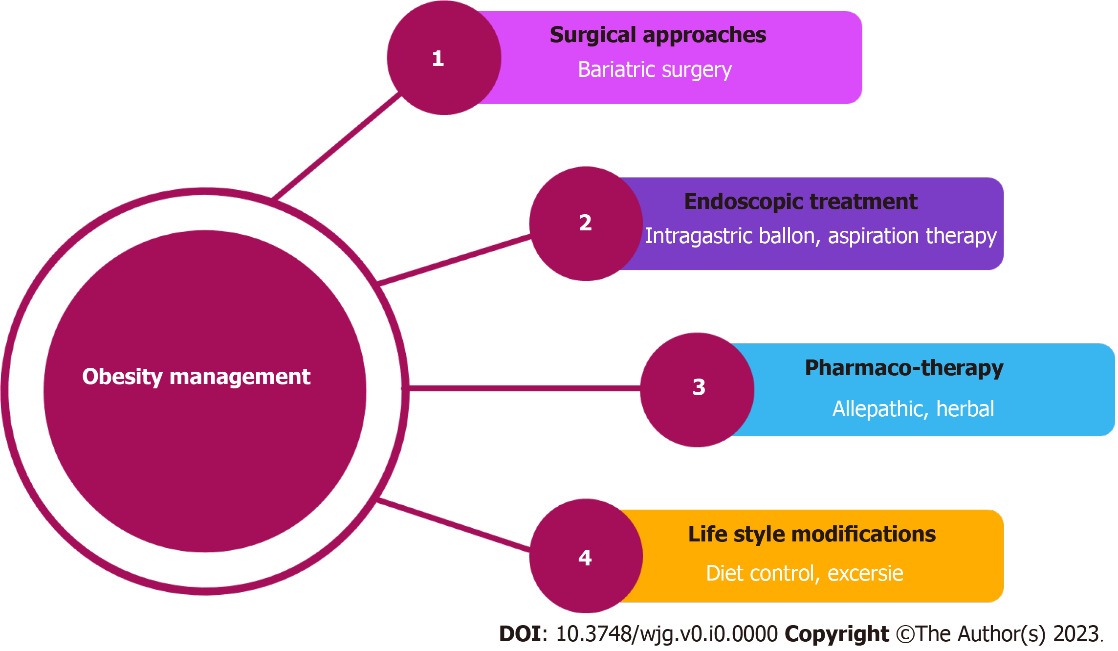 1
Surgical approaches
Bariatric surgery
2
Endoscopic treatment
Intragastric ballon, aspiration therapy
Obesity management
3
Pharmaco-therapy
Allepathic, herbal
4
Life style modifications
Diet control, excersie
DOI: 10.3748/wjg.v0.i0.0000 Copyright ©The Author(s) 2023.